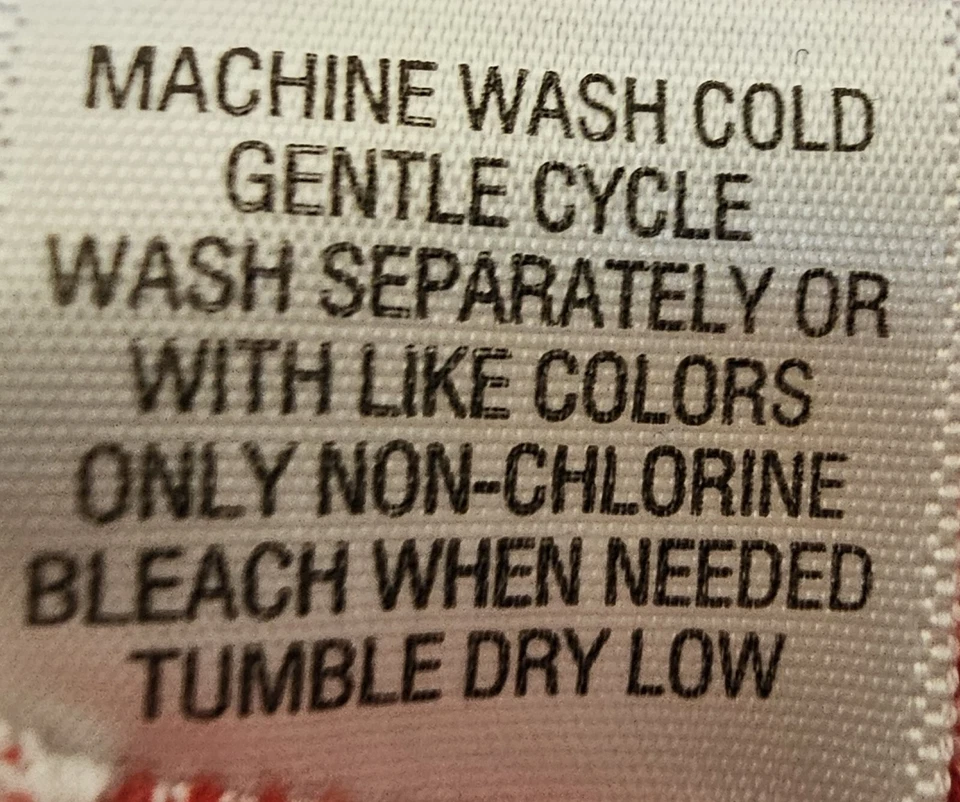 MACHINE WASH COLD
GENTLE CYCLE
WASH SEPARATELY OR
WITH LIKE COLORS
ONLY NON-CHLORINE
BLEACH WHEN NEEDED
TUMBLE DRY LOW